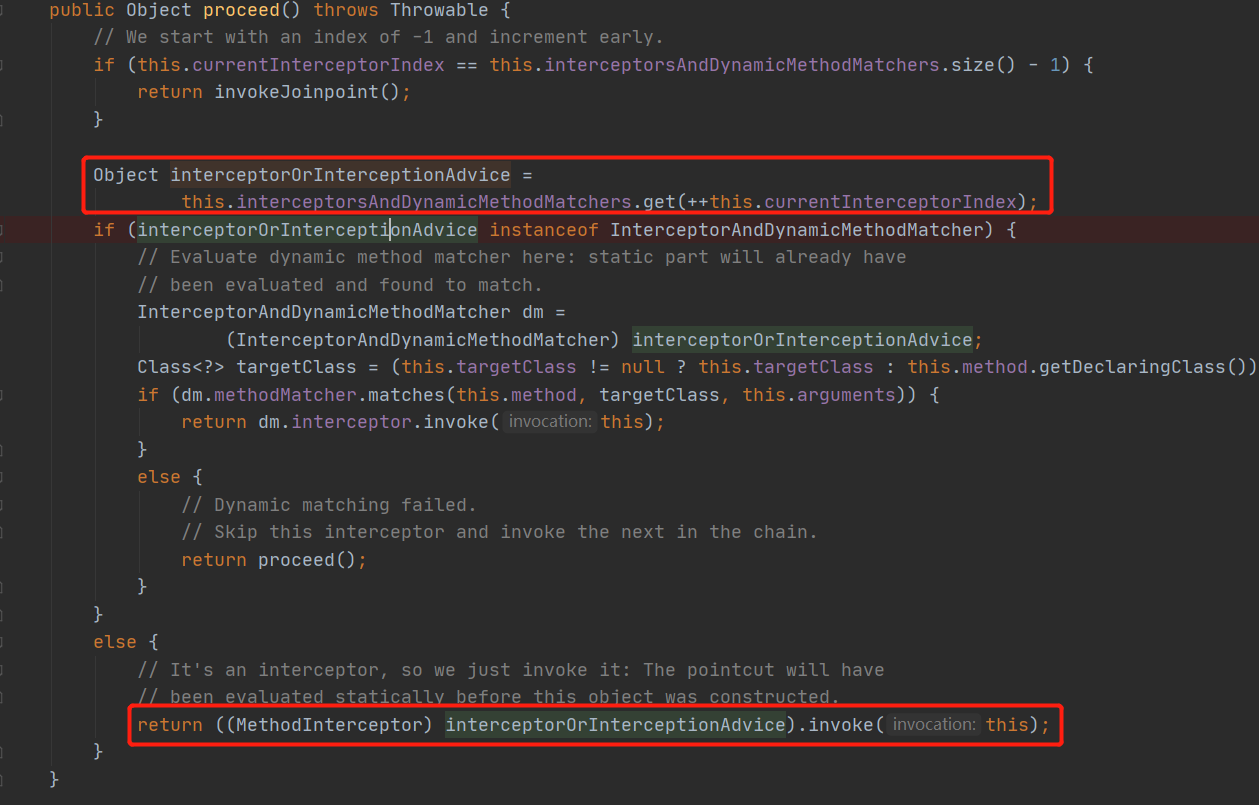 public Object proceed() throws Throwable {
// We start with an index of -1 and increment early.
if (this.currentInterceptorIndex == this.interceptorsAndDynamicMethodMatchers.size() - 1) {
return invokeJoinpoint();
}
Object interceptorOrInterceptionAdvice =
this.interceptorsAndDynamicMethodMatchers.get(++this.currentInterceptorIndex);
if (interceptorOrInterceptionAdvice instanceof InterceptorAndDynamicMethodMatcher) {
// Evaluate dynamic method matcher here: static part will already have
// been evaluated and found to match.
InterceptorAndDynamicMethodMatcher dm =
(InterceptorAndDynamicMethodMatcher) interceptorOrInterceptionAdvice;
Class<?> targetClass = (this.targetClass != null ? this.targetClass : this.method.getDeclaringClass())
if (dm.methodMatcher.matches(this.method, targetClass, this.arguments)) {
return dm.interceptor.invoke( invocation: this);
}
else {
// Dynamic matching failed.
// Skip this interceptor and invoke the next in the chain.
return proceed();
}
}
else {
// It's an interceptor, so we just invoke it: The pointcut will have
// been evaluated statically before this object was constructed.
return ((MethodInterceptor) interceptorOrInterceptionAdvice).invoke( invocation: this);
}
}